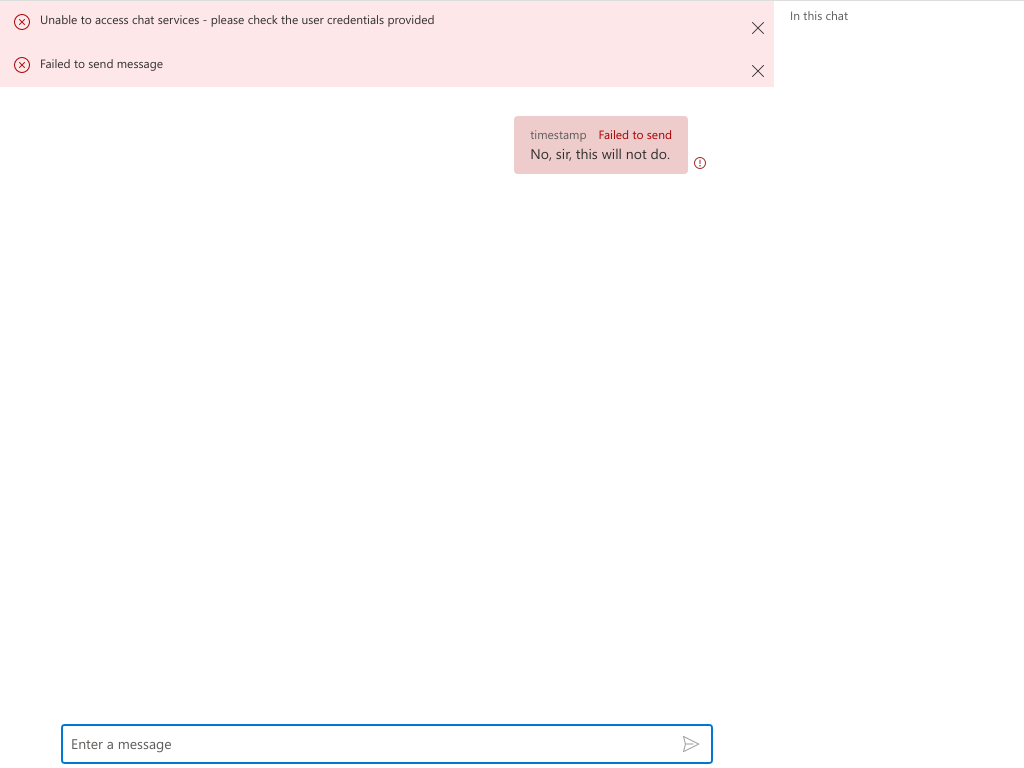 Unable to access chat services - please check the user credentials provided
Failed to send message
In this chat
timestamp Failed to send
No, sir, this will not do.
Enter a message